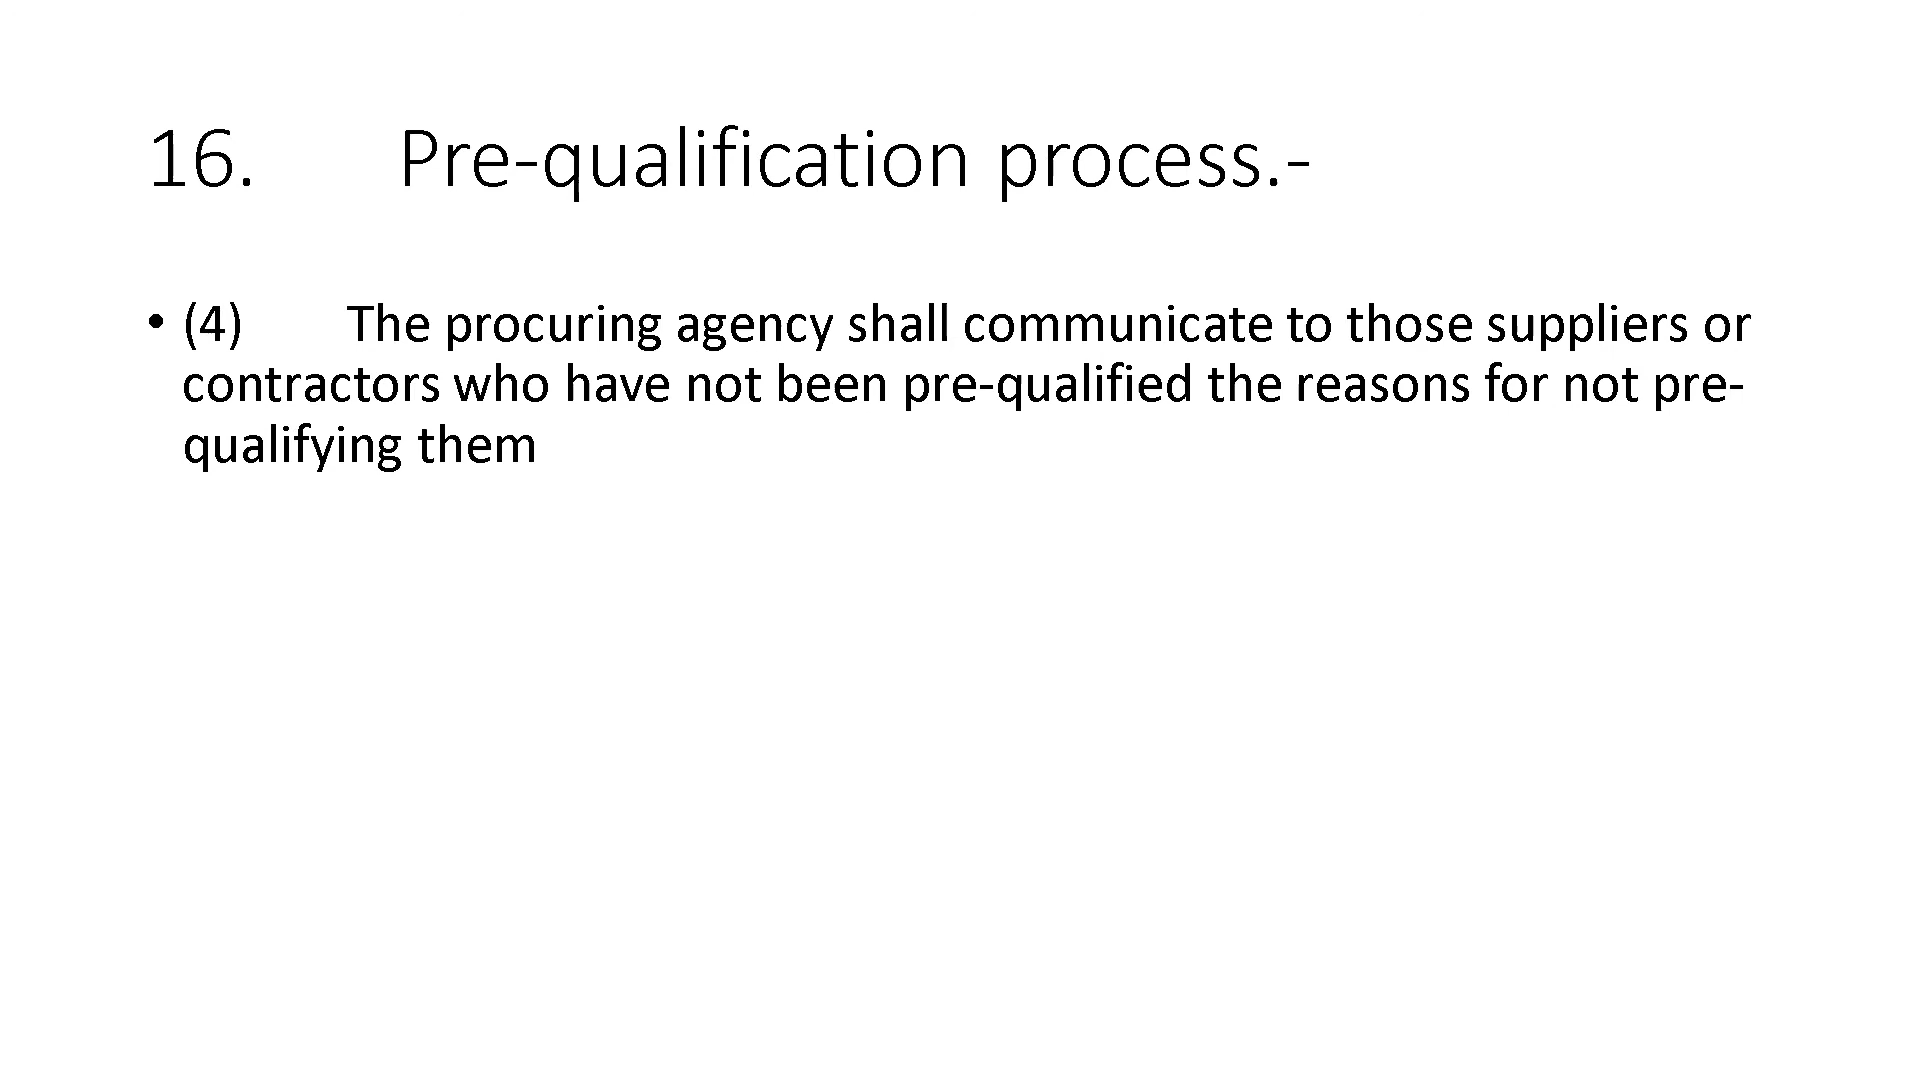 16. Pre-qualification process.-
• (4) The procuring agency shall communicate to those suppliers or
contractors who have not been pre-qualified the reasons for not pre-
qualifying them